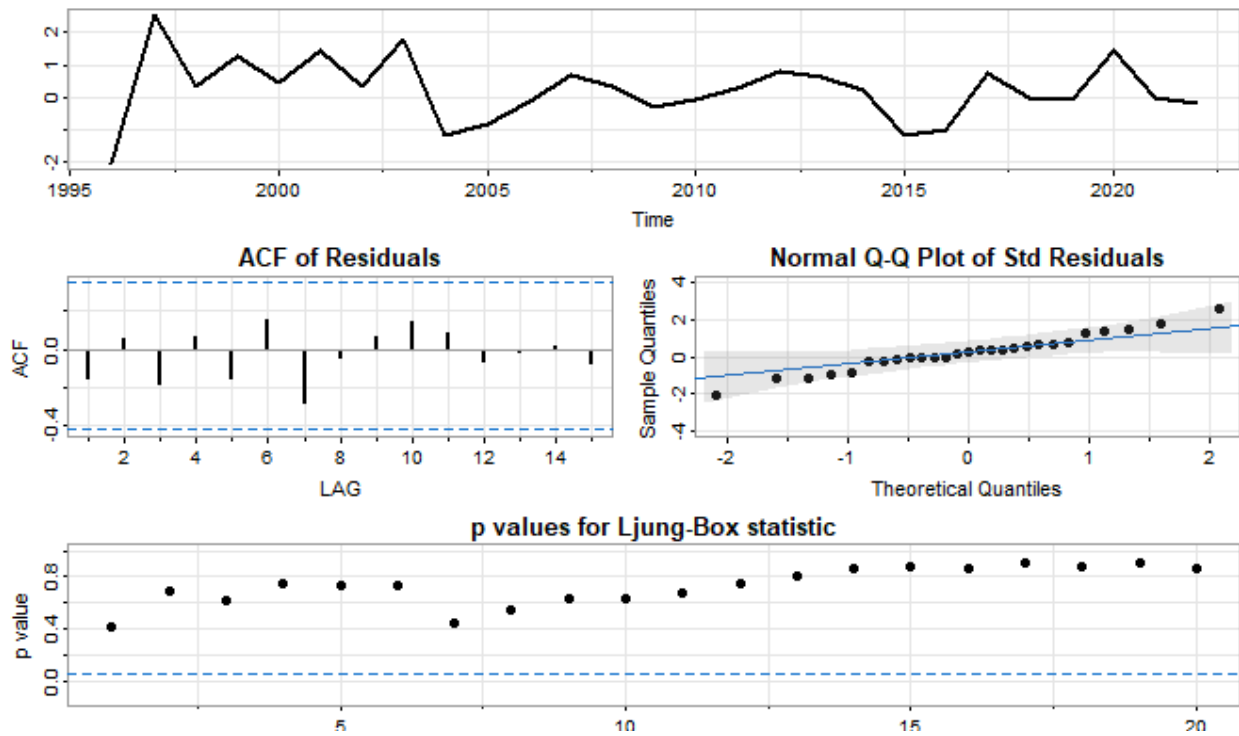 2
1
0
-2
1995 2000 2005 2010 2015 2020
Time
ACF of Residuals
ACF
0.0
-0.4
2 4 6 8 10 12 14
LAG
Normal Q-Q Plot of Std Residuals
Sample Quantiles
4
2
0
-2
-4
-2 -1 0 1 2
Theoretical Quantiles
p values for Ljung-Box statistic
p value
0.8
0.4
0.0
5 10 15 20